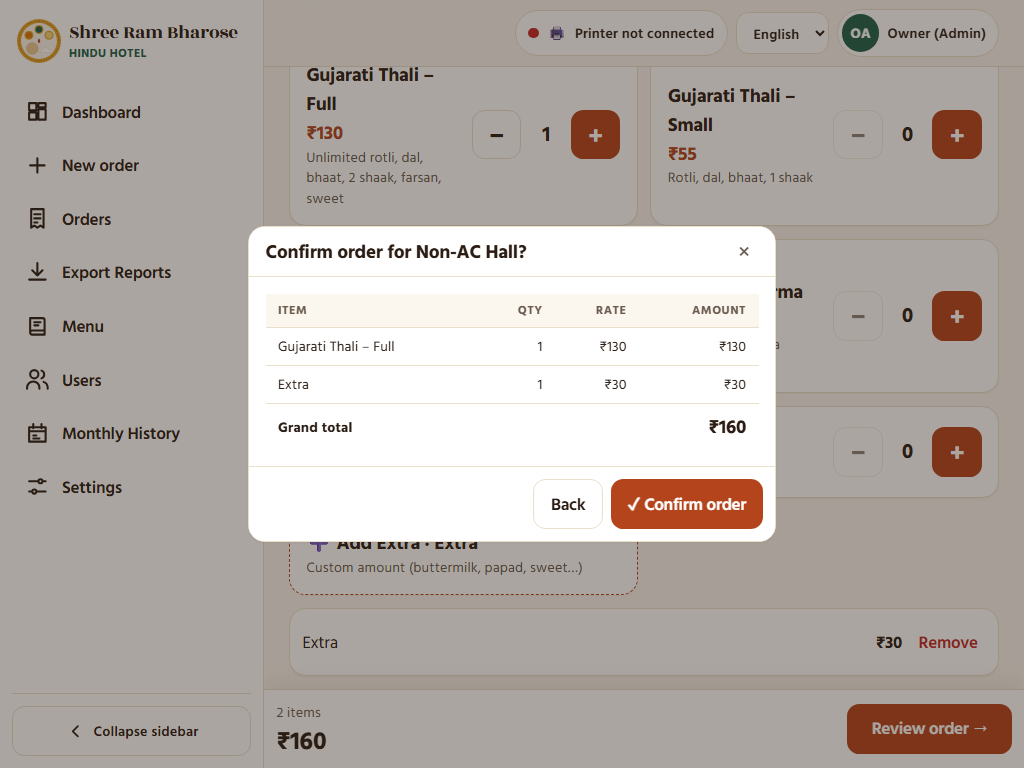 Shree Ram Bharose
HINDU HOTEL
Dashboard
New order
Orders
Export Reports
Menu
Users
Monthly History
Settings
Collapse sidebar
Printer not connected
English
OA
Owner (Admin)
Gujarati Thali –
Full
₹130
Unlimited rotli, dal,
bhaat, 2 shaak, farsan,
sweet
− 1 +
Gujarati Thali –
Small
₹55
Rotli, dal, bhaat, 1 shaak
− 0 +
− 0 +
− 0 +
Confirm order for Non-AC Hall?
×
ITEM QTY RATE AMOUNT
Gujarati Thali – Full 1 ₹130 ₹130
Extra 1 ₹30 ₹30
Grand total ₹160
Back
✓ Confirm order
Add Extra · Extra
Custom amount (buttermilk, papad, sweet…)
Extra ₹30 Remove
2 items
₹160
Review order →